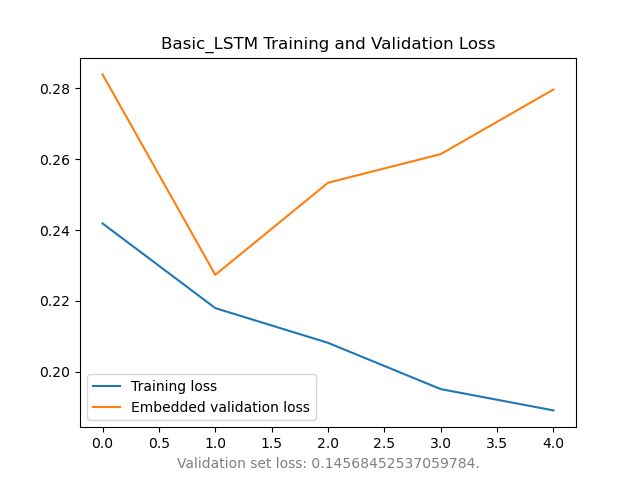 Basic_LSTM Training and Validation Loss
0.28
0.26
0.24
0.22
0.20
Training loss
Embedded validation loss
0.0 0.5 1.0 1.5 2.0 2.5 3.0 3.5 4.0
Validation set loss: 0.14568452537059784.